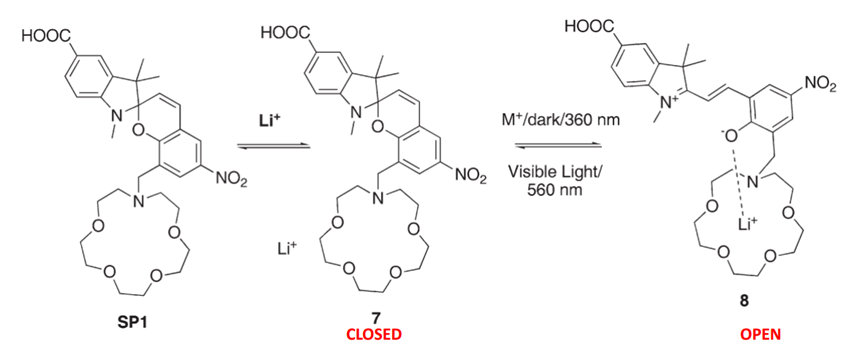 HOOC
N
O
NO2
N
O
O
O
O
SP1
Li+
HOOC
N
O
NO2
N
O
O
O
O
Li+
7
CLOSED
M+/dark/360 nm
Visible Light/
560 nm
HOOC
N+
NO2
-O
N
O
O
O
O
Li+
8
OPEN